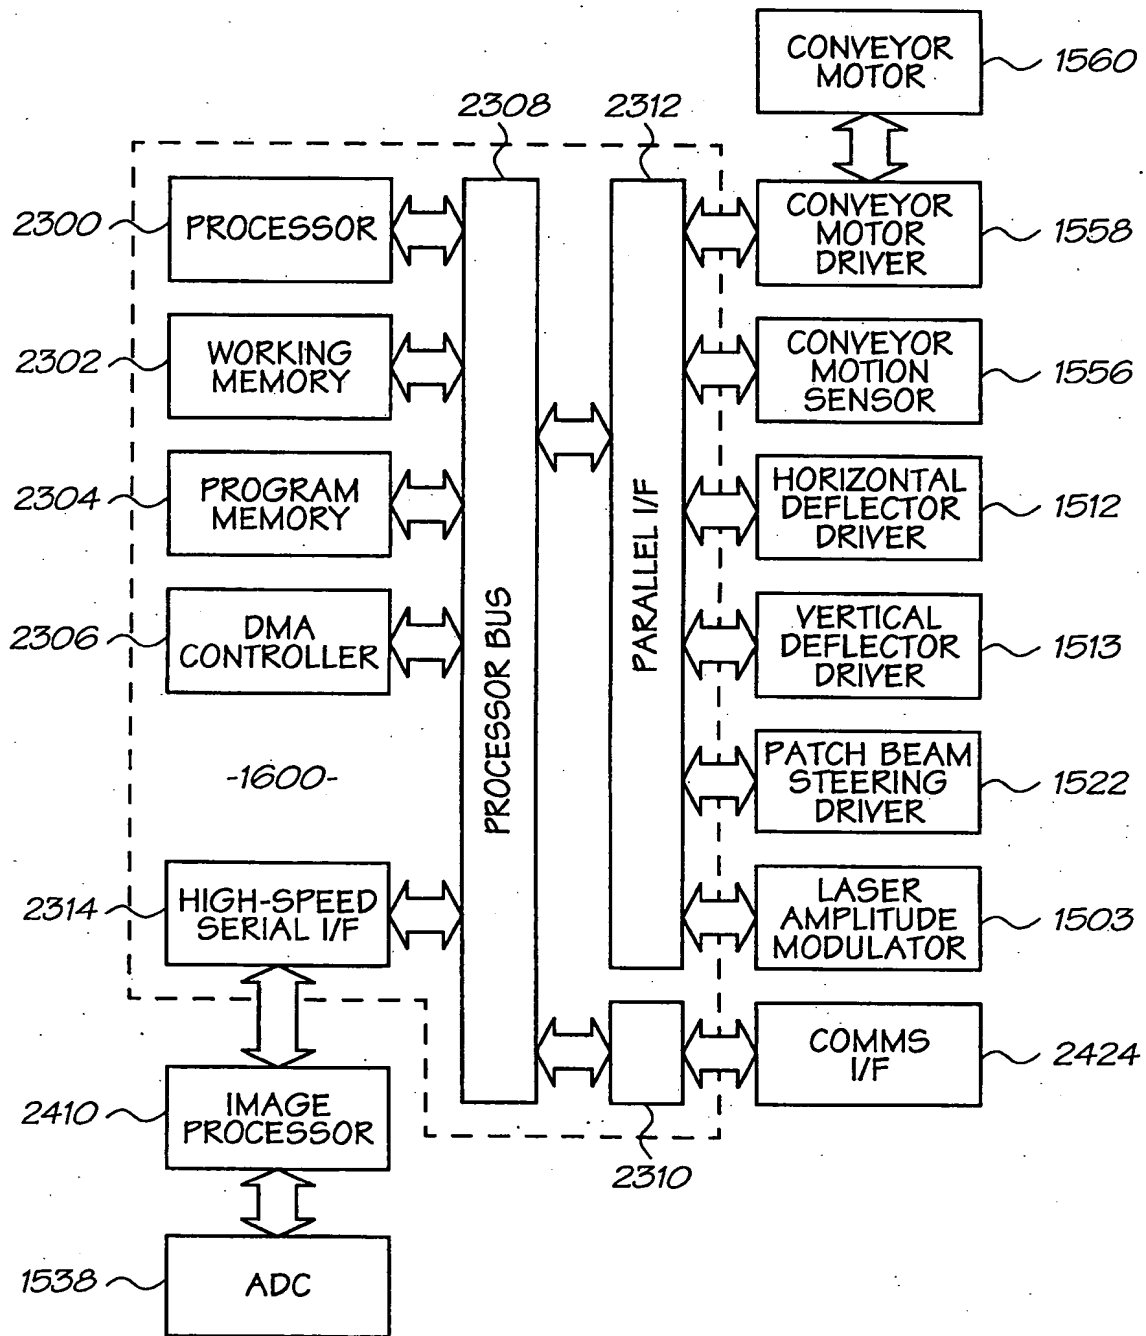 CONVEYOR
MOTOR
1560
2308
2312
2300
PROCESSOR
CONVEYOR
MOTOR
DRIVER
1558
2302
WORKING
MEMORY
CONVEYOR
MOTION
SENSOR
1556
2304
PROGRAM
MEMORY
HORIZONTAL
DEFLECTOR
DRIVER
1512
PROCESSOR BUS
PARALLEL I/F
2306
DMA
CONTROLLER
VERTICAL
DEFLECTOR
DRIVER
1513
-1600-
PATCH BEAM
STEERING
DRIVER
1522
2314
HIGH-SPEED
SERIAL I/F
LASER
AMPLITUDE
MODULATOR
1503
COMMS
I/F
2424
2410
IMAGE
PROCESSOR
2310
1538
ADC